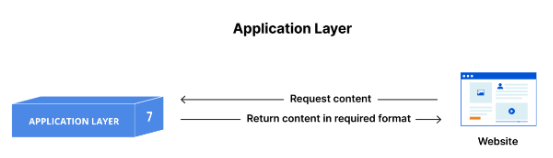 Application Layer
Request content
APPLICATION LAYER 7
Return content in required format
Website